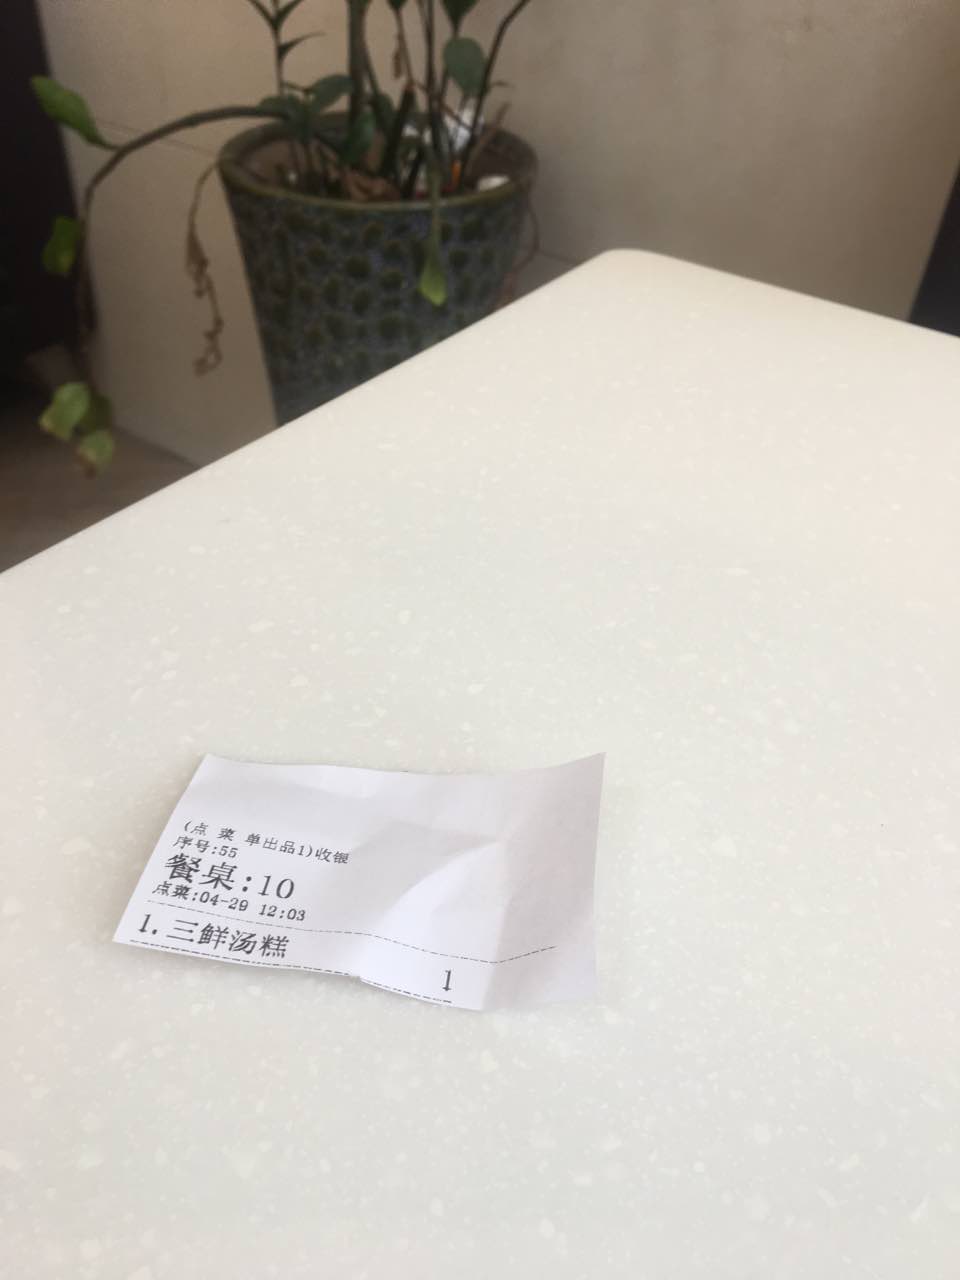 (点 菜 单出品1)收银
序号:55
餐桌:10
点菜:04-29 12:03
1.三鲜汤糕
1